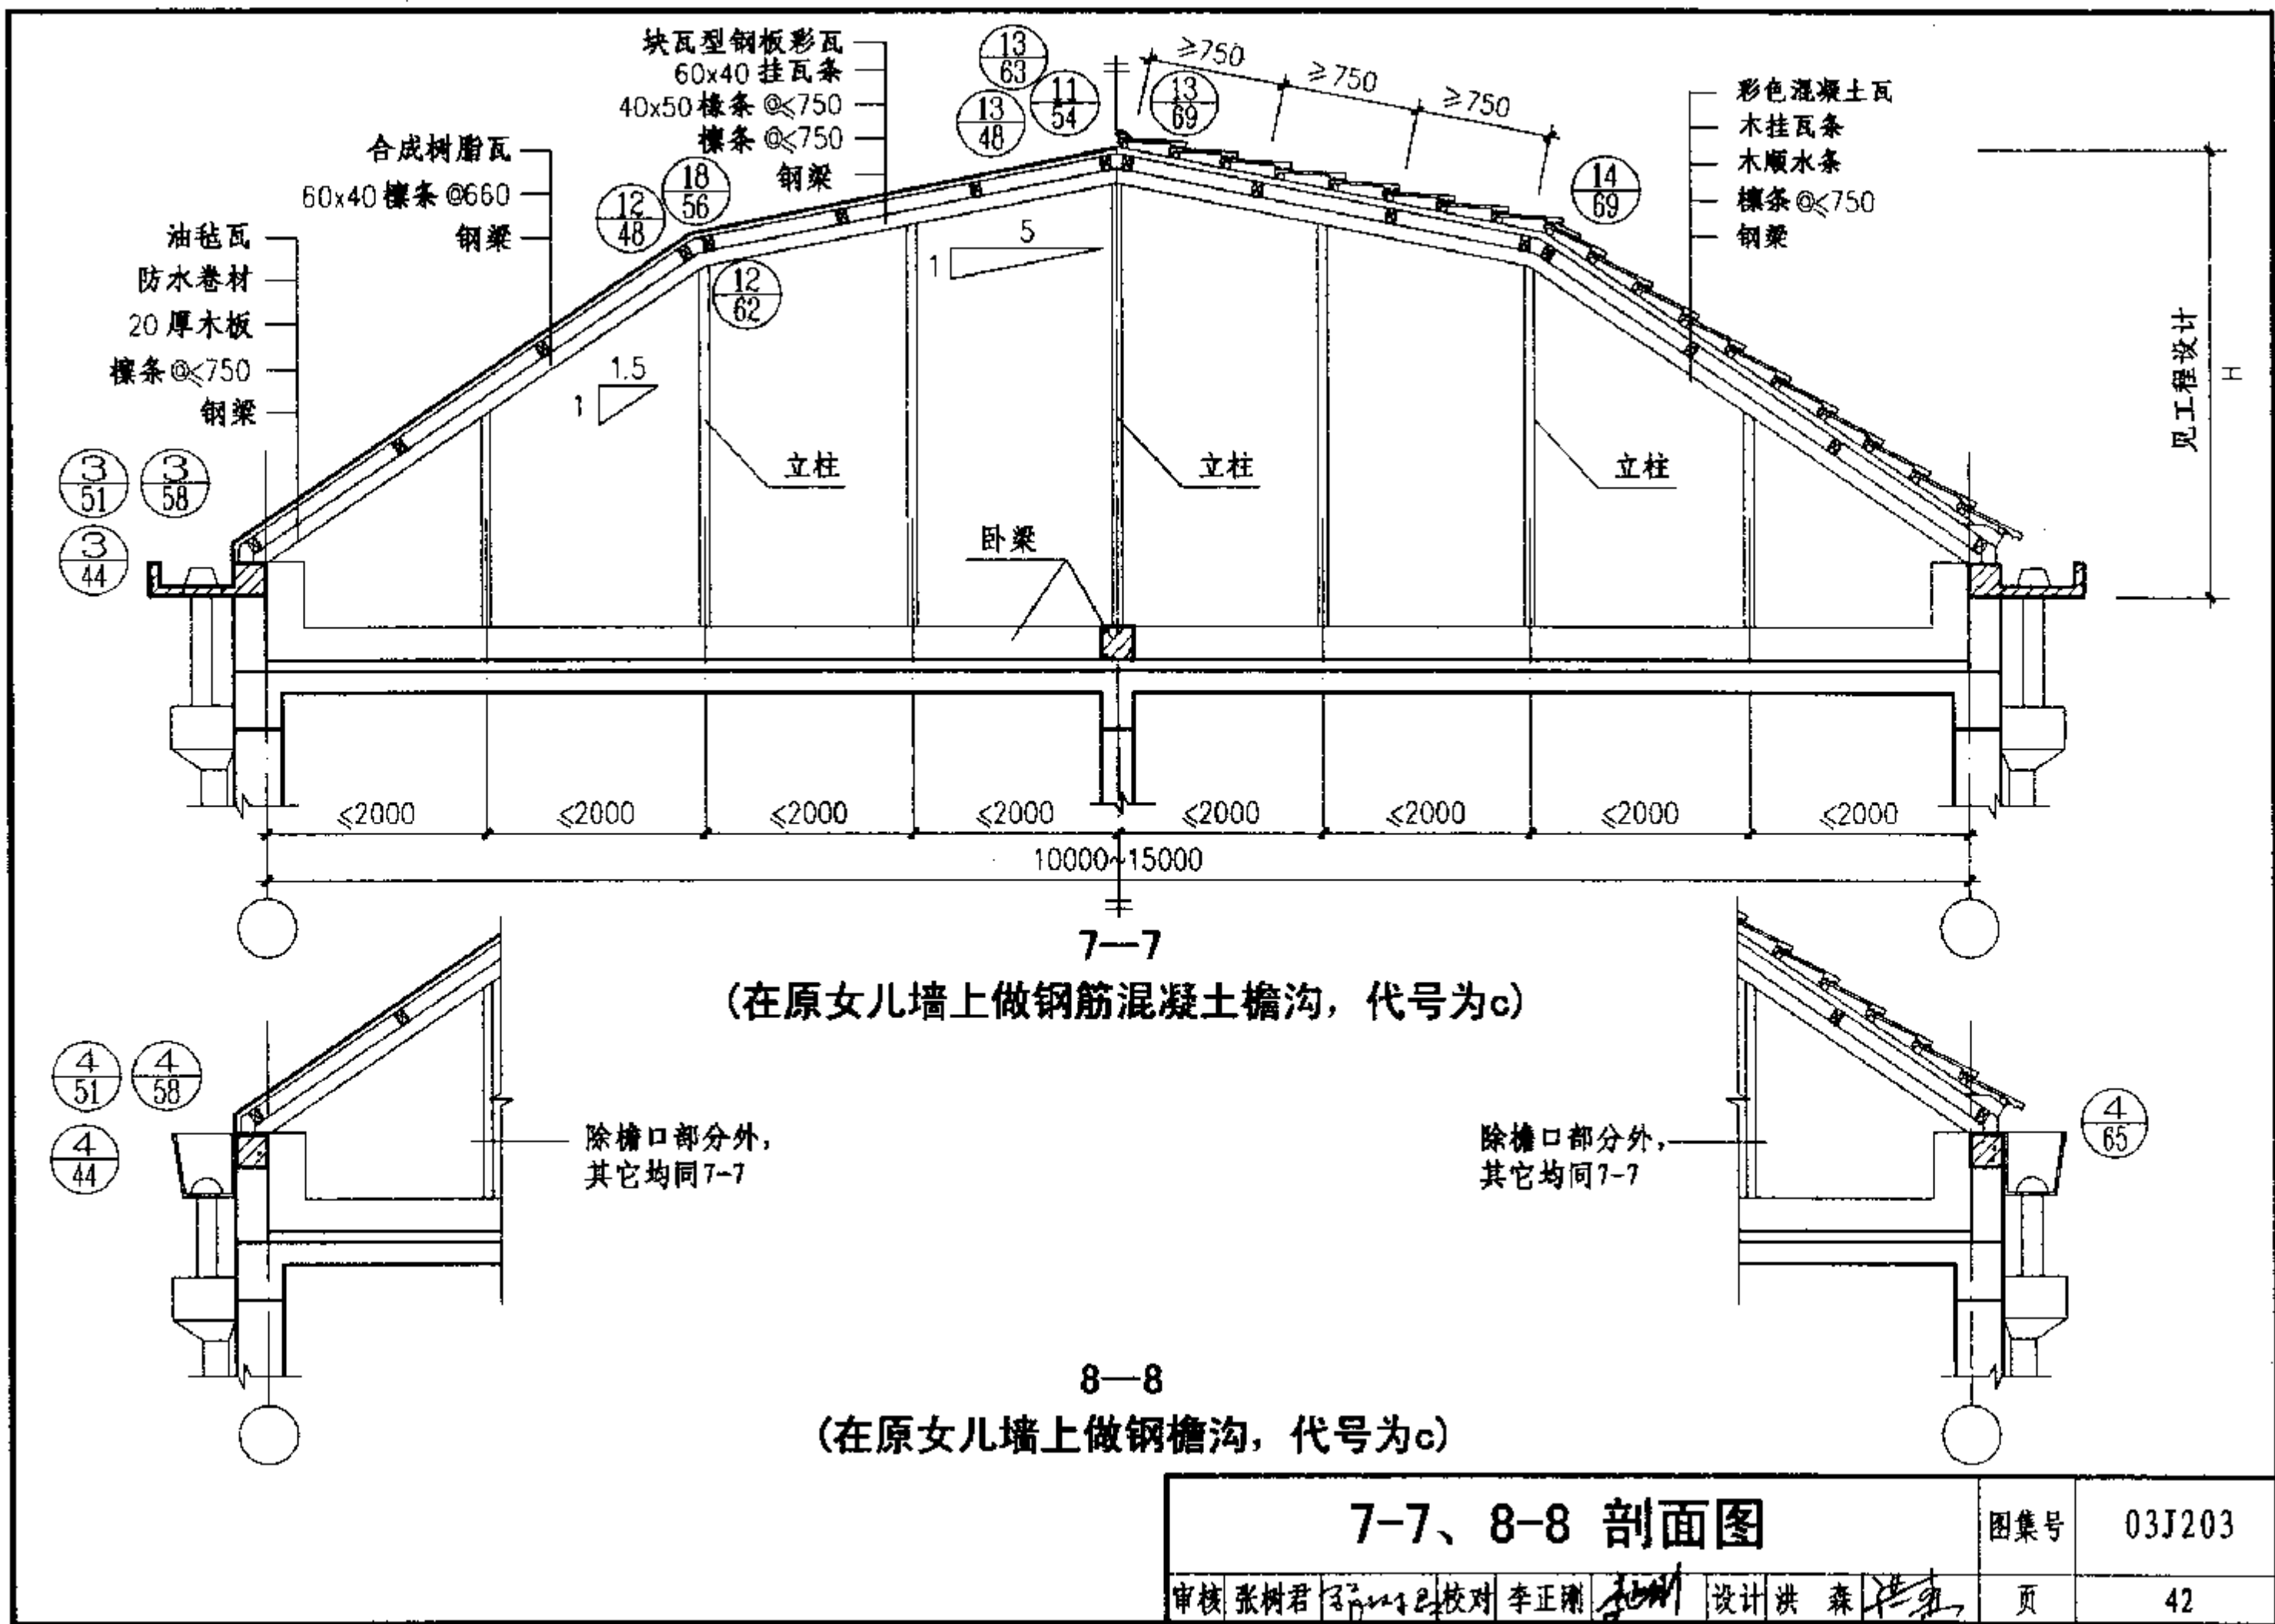 块瓦型钢板彩瓦
60x40 挂瓦条
40x50 椽条 @≤750
檩条 @≤750
钢梁
合成树脂瓦
60x40 檩条 @660
钢梁
油毡瓦
防水卷材
20 厚木板
檩条 @≤750
钢梁
13
63
11
54
13
48
13
69
≥750
≥750
≥750
彩色混凝土瓦
木挂瓦条
木顺水条
檩条 @≤750
钢梁
18
56
12
48
12
62
14
69
5
1
1.5
1
见工程设计
H
3
51
3
58
3
44
立柱
立柱
立柱
卧梁
≤2000
≤2000
≤2000
≤2000
≤2000
≤2000
≤2000
≤2000
10000~15000
7—7
(在原女儿墙上做钢筋混凝土檐沟，代号为c)
4
51
4
58
4
44
除檐口部分外，
其它均同7-7
除檐口部分外，
其它均同7-7
4
65
8—8
(在原女儿墙上做钢檐沟，代号为c)
7-7、8-8 剖面图
图集号
03J203
审核 张树君 校对 李正刚 设计 洪 森
页
42